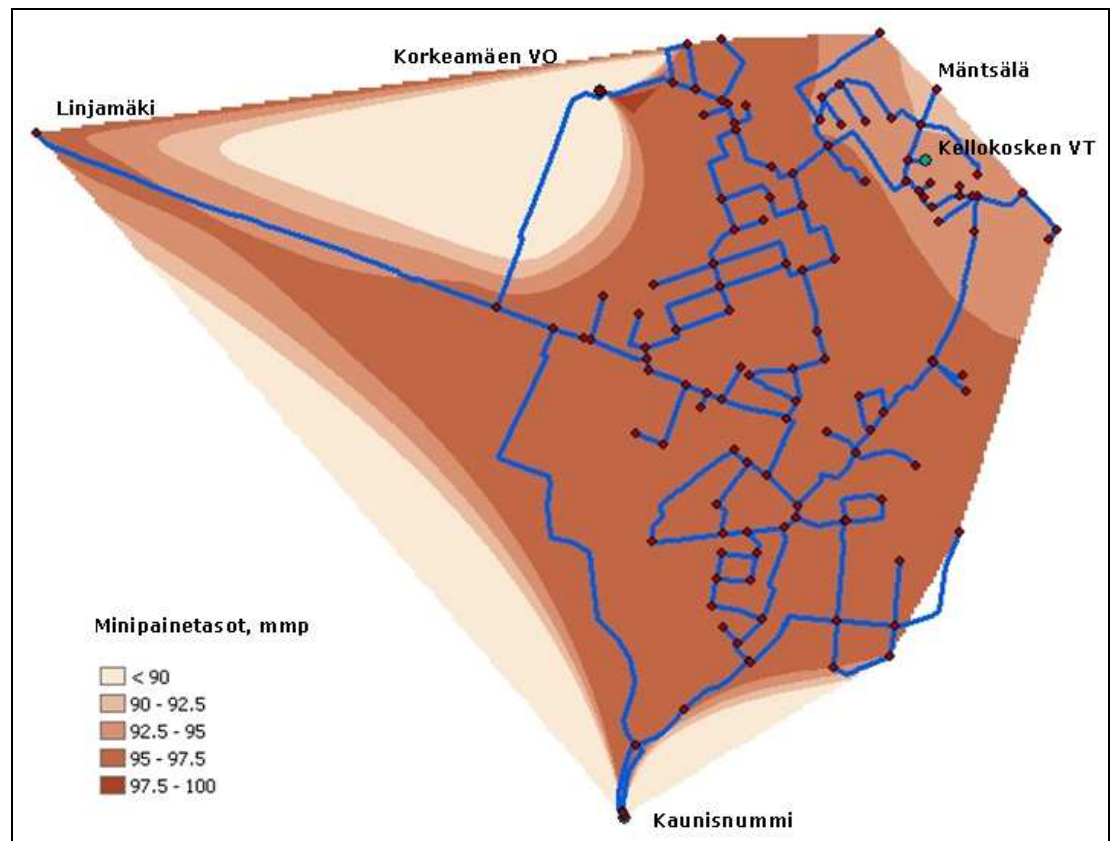 Korkeamäen VO
Linjamäki
Mäntsälä
Kellokosken VT
Minipainetasot, mmp
< 90
90 - 92.5
92.5 - 95
95 - 97.5
97.5 - 100
Kaunisnummi